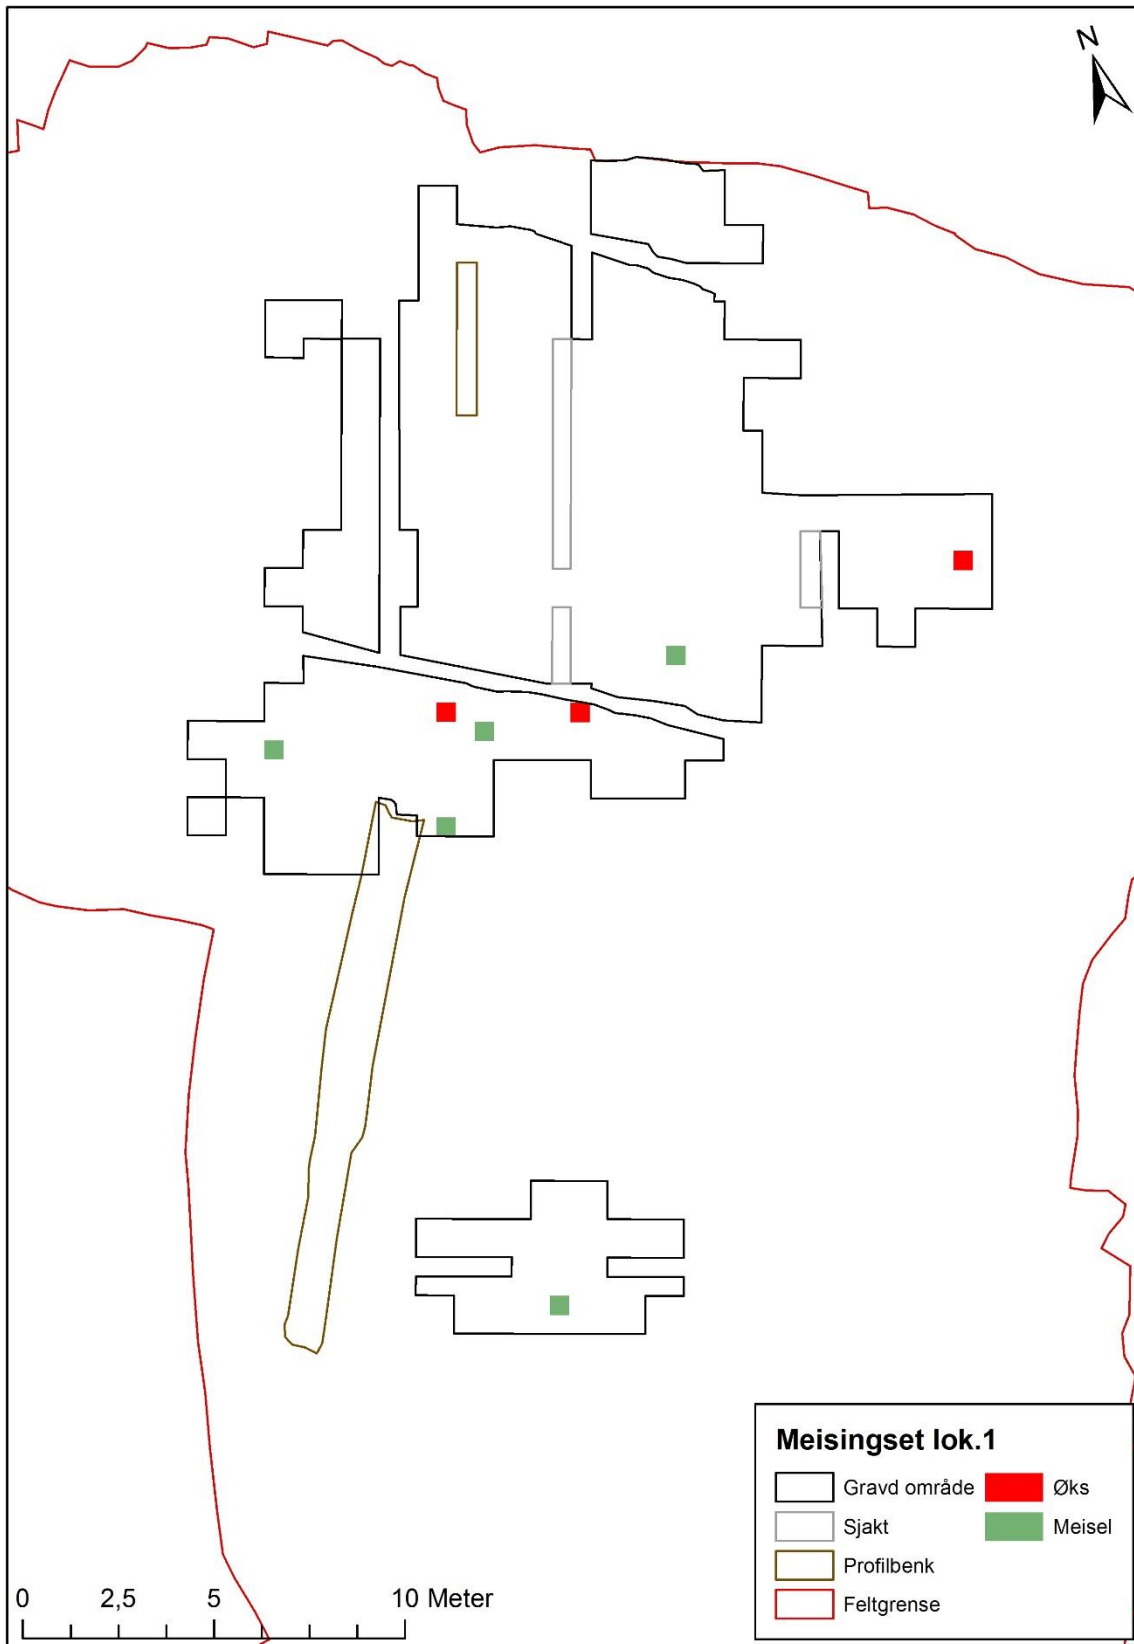 N
Meisingset lok.1
Gravd område
Øks
Sjakt
Meisel
Profilbenk
Feltgrense
0 2,5 5 10 Meter